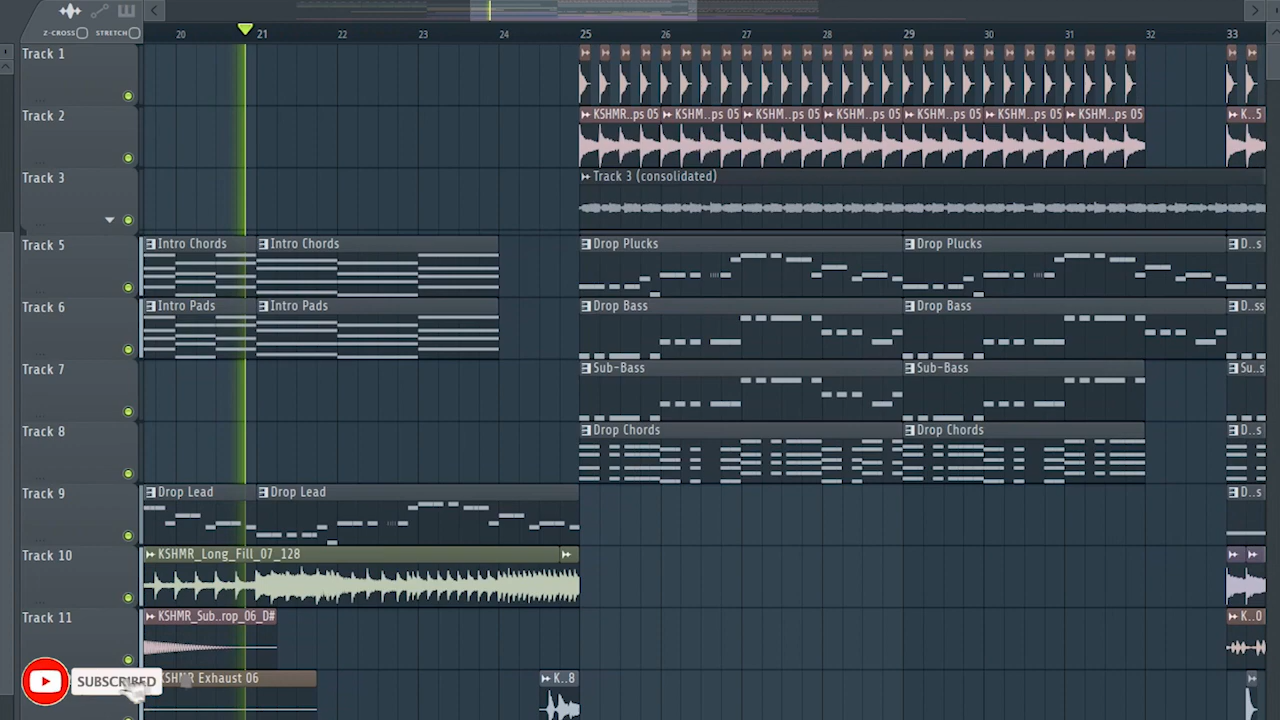 Z-CROSS STRETCH 20 21 22 23 24 25 26 27 28 29 30 31 32 33
Track 1
Track 2 KSHMR..ps 05 KSHM..ps 05 KSHM..ps 05 KSHM..ps 05 KSHM..ps 05 KSHM..ps 05 KSHM..ps 05 K..5
Track 3 Track 3 (consolidated)
Track 5 Intro Chords Intro Chords Drop Plucks Drop Plucks D..s
Track 6 Intro Pads Intro Pads Drop Bass Drop Bass D..ss
Track 7 Sub-Bass Sub-Bass Su..s
Track 8 Drop Chords Drop Chords D..s
Track 9 Drop Lead Drop Lead D..s
Track 10 KSHMR_Long_Fill_07_128
Track 11 KSHMR_Sub..rop_06_D# K..0
SUBSCRIBED KSHMR Exhaust 06 K..8